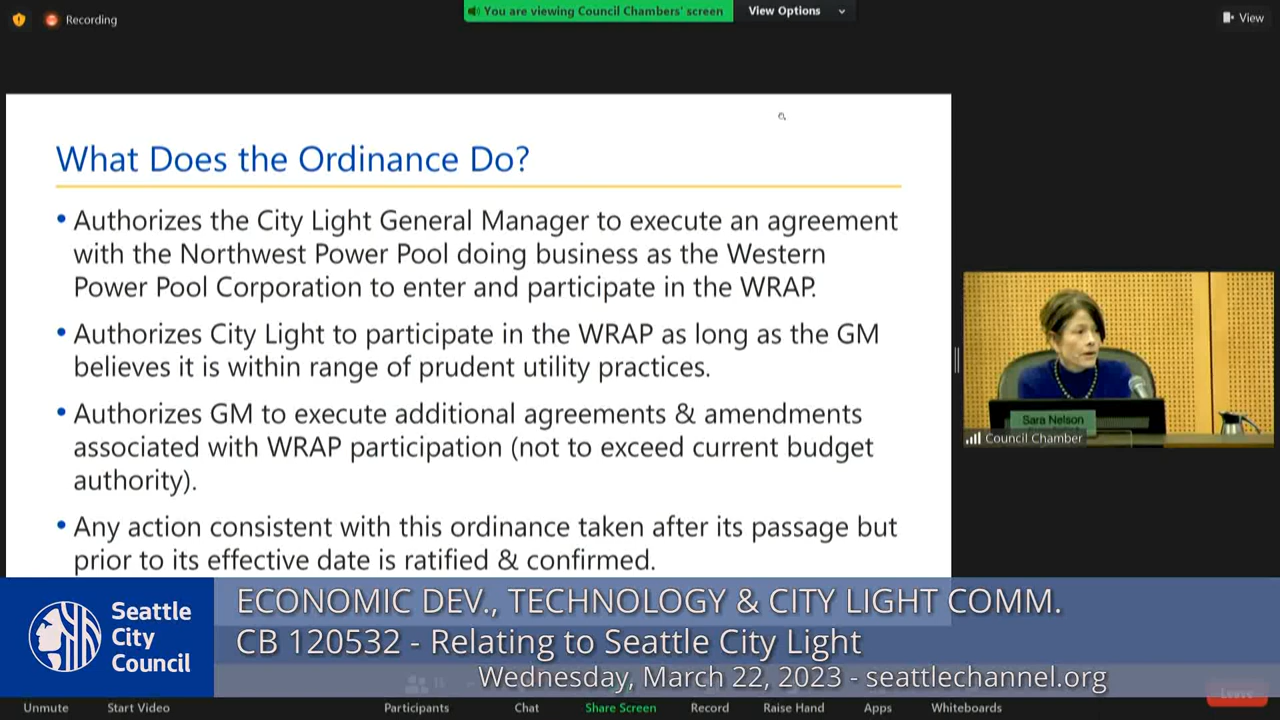 Recording
You are viewing Council Chambers' screen
View Options
View
What Does the Ordinance Do?
• Authorizes the City Light General Manager to execute an agreement
with the Northwest Power Pool doing business as the Western
Power Pool Corporation to enter and participate in the WRAP.
• Authorizes City Light to participate in the WRAP as long as the GM
believes it is within range of prudent utility practices.
• Authorizes GM to execute additional agreements & amendments
associated with WRAP participation (not to exceed current budget
authority).
• Any action consistent with this ordinance taken after its passage but
prior to its effective date is ratified & confirmed.
Sara Nelson
Council Chamber
Seattle
City
Council
ECONOMIC DEV., TECHNOLOGY & CITY LIGHT COMM.
CB 120532 - Relating to Seattle City Light
Wednesday, March 22, 2023 - seattlechannel.org
Unmute
Start Video
Participants
Chat
Share Screen
Record
Raise Hand
Apps
Whiteboards
Leave